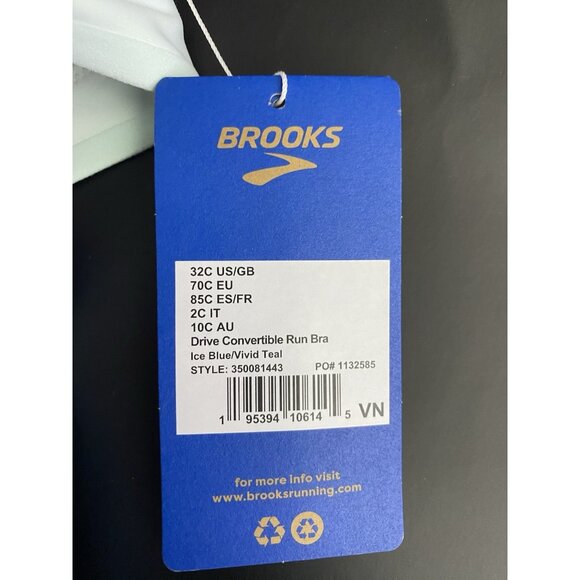 BROOKS
32C US/GB
70C EU
85C ES/FR
2C IT
10C AU
Drive Convertible Run Bra
Ice Blue/Vivid Teal
STYLE: 350081443 PO# 1132585
1 95394 10614 5 VN
for more info visit
www.brooksrunning.com